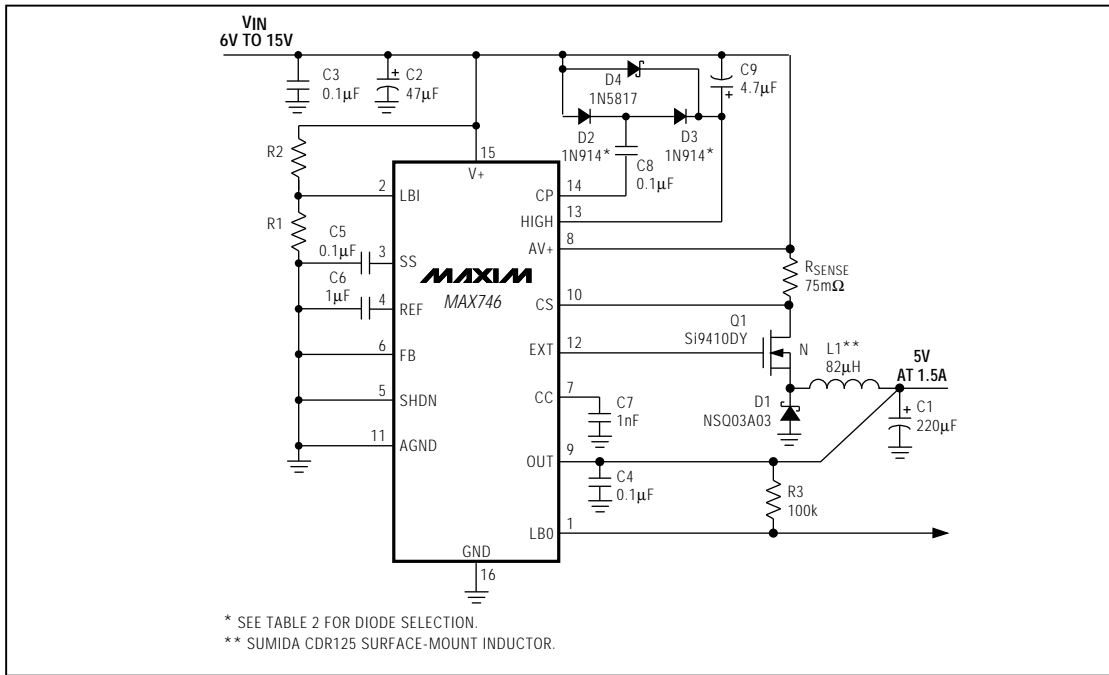 VIN
6V TO 15V
C3
0.1µF
C2
47µF
+
D4
1N5817
C9
4.7µF
+
D2
1N914*
D3
1N914*
C8
0.1µF
R2
R1
C5
0.1µF
C6
1µF
15
V+
2
LBI
3
SS
4
REF
6
FB
5
SHDN
11
AGND
MAXIM
MAX746
CP
14
HIGH
13
AV+
8
CS
10
EXT
12
CC
7
OUT
9
LB0
1
GND
16
RSENSE
75mΩ
Q1
Si9410DY
N
L1**
82µH
5V
AT 1.5A
D1
NSQ03A03
+
C1
220µF
C7
1nF
C4
0.1µF
R3
100k
* SEE TABLE 2 FOR DIODE SELECTION.
** SUMIDA CDR125 SURFACE-MOUNT INDUCTOR.